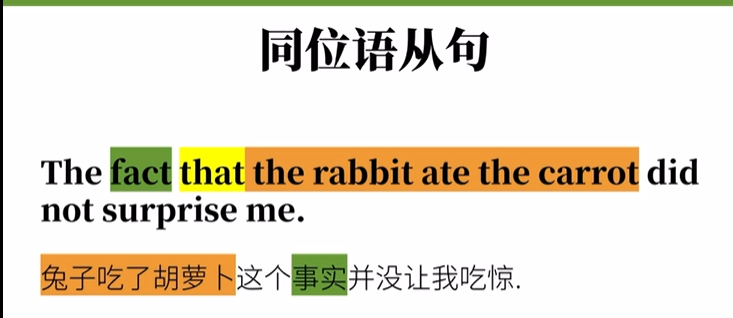 同位语从句
The fact that the rabbit ate the carrot did
not surprise me.
兔子吃了胡萝卜这个事实并没让我吃惊.